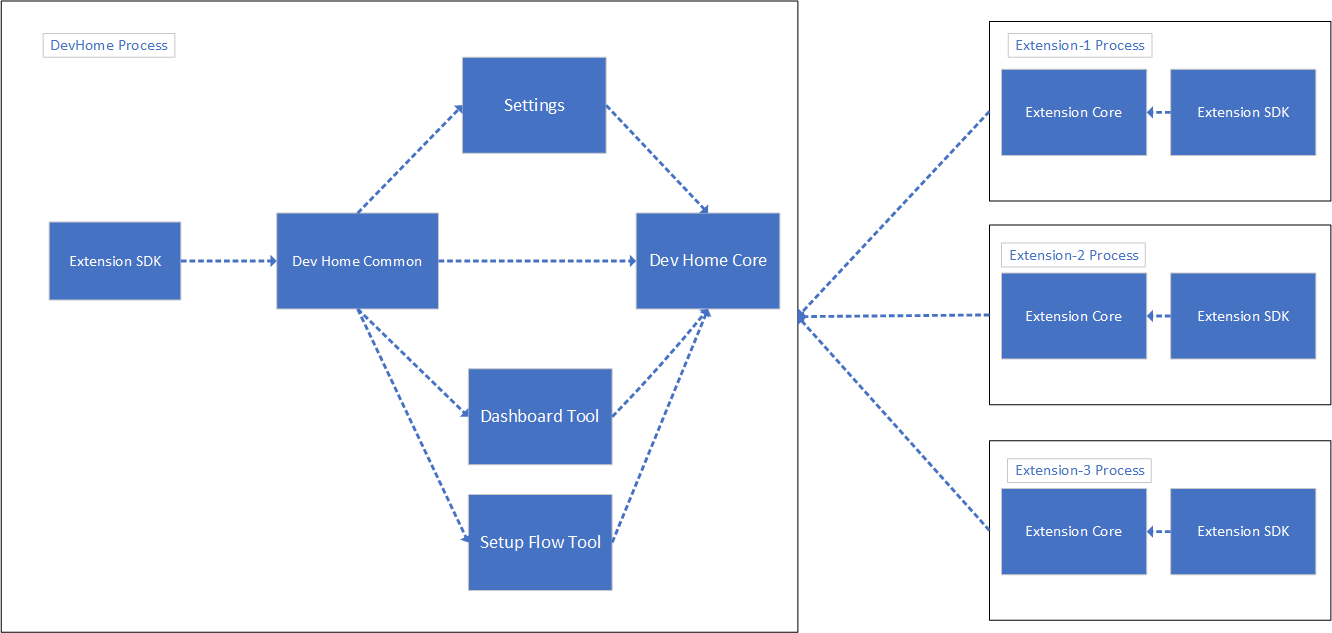 DevHome Process
Settings
Extension SDK
Dev Home Common
Dev Home Core
Dashboard Tool
Setup Flow Tool
Extension-1 Process
Extension Core
Extension SDK
Extension-2 Process
Extension Core
Extension SDK
Extension-3 Process
Extension Core
Extension SDK